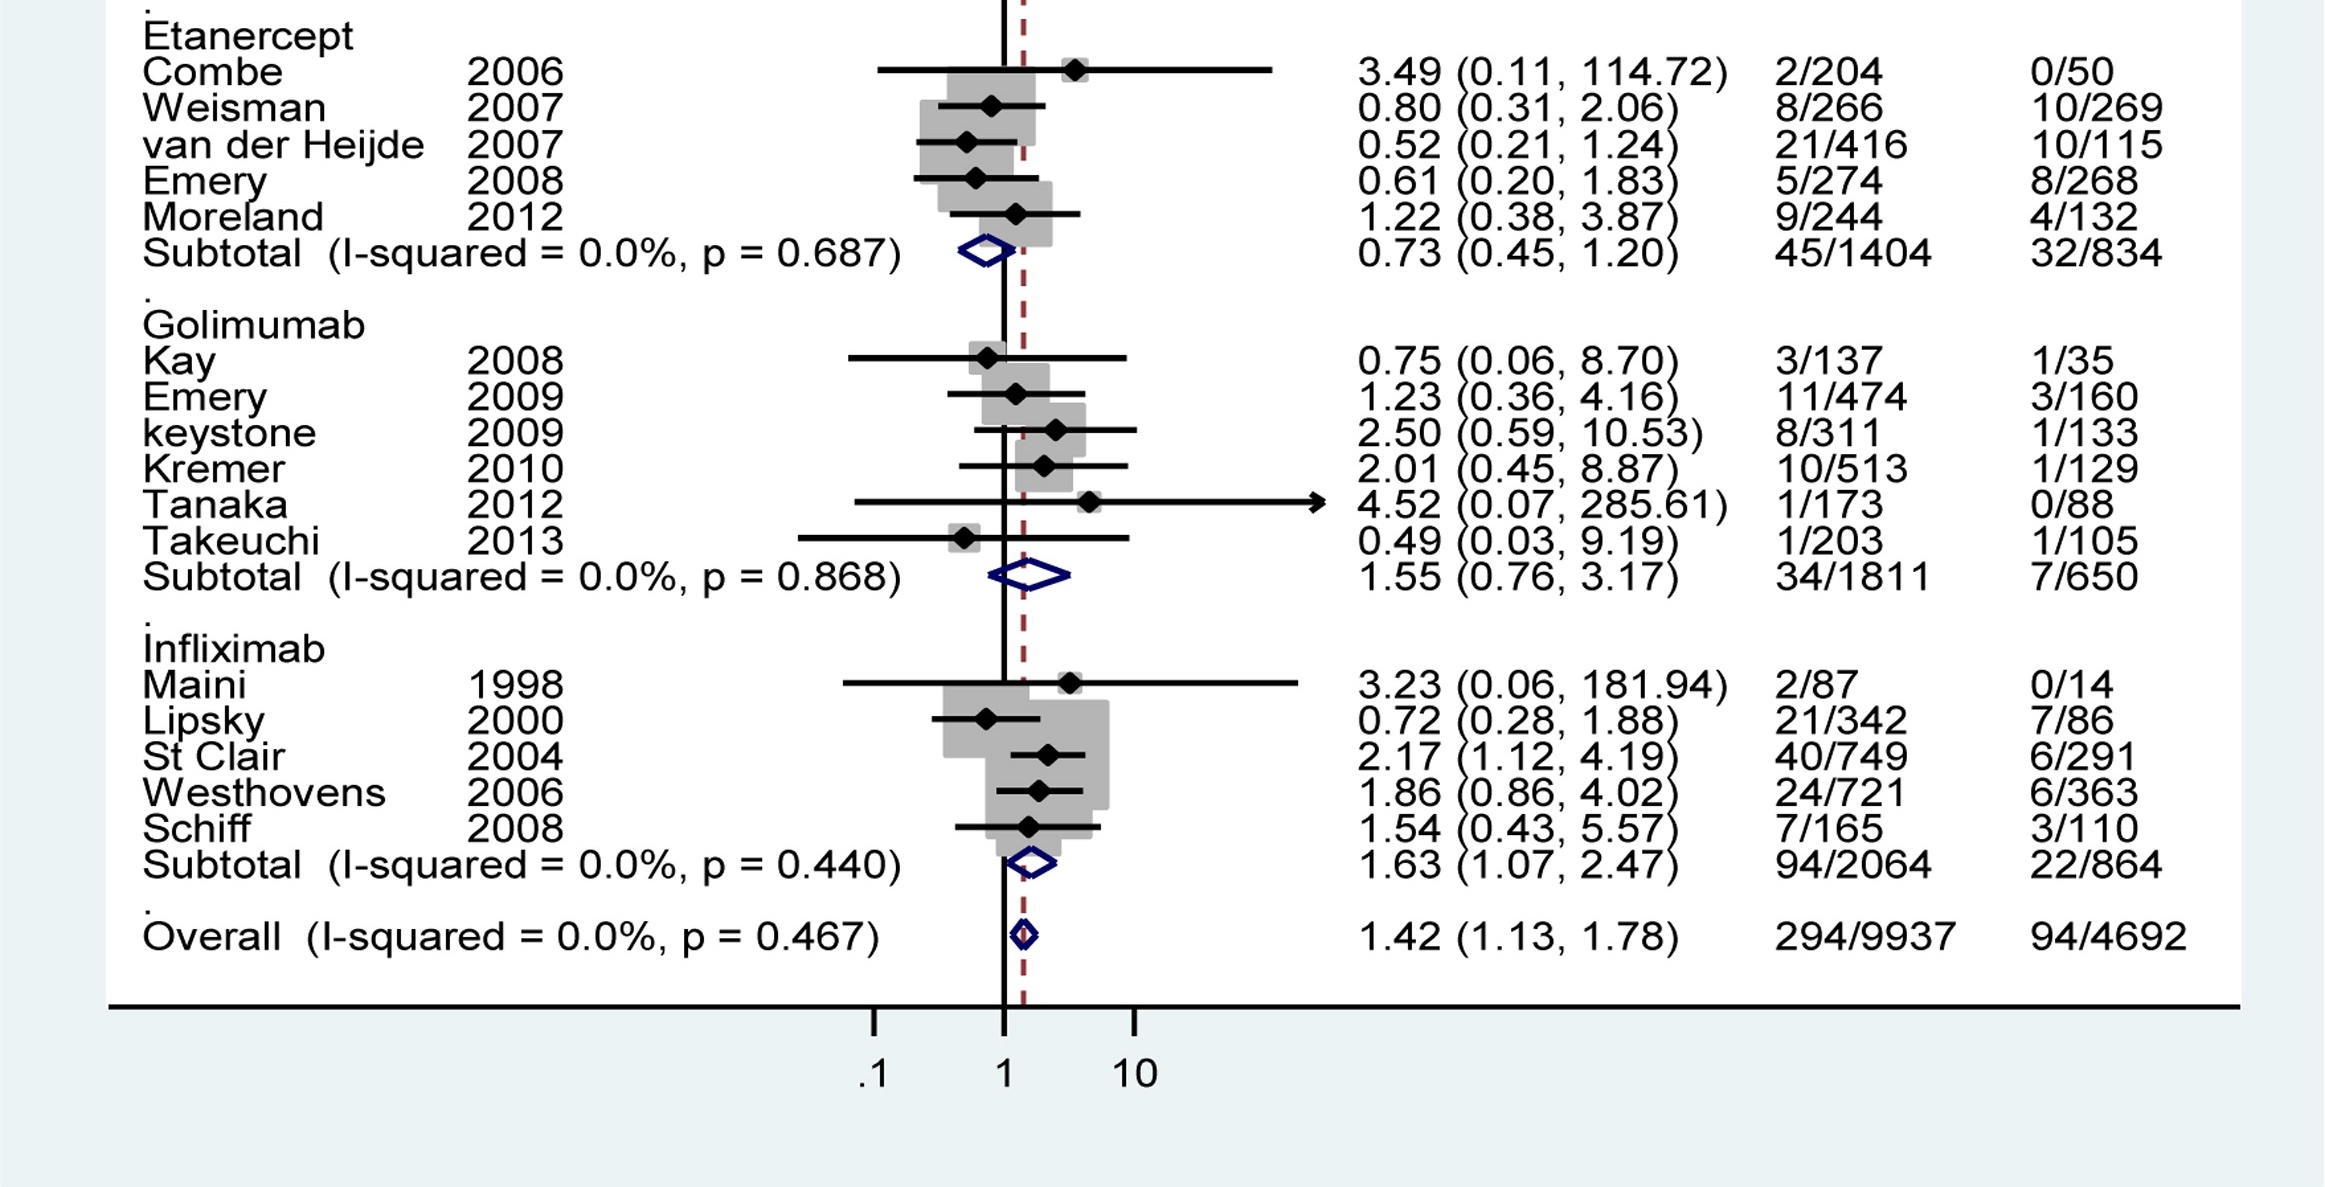 .
Etanercept
Combe 2006 3.49 (0.11, 114.72) 2/204 0/50
Weisman 2007 0.80 (0.31, 2.06) 8/266 10/269
van der Heijde 2007 0.52 (0.21, 1.24) 21/416 10/115
Emery 2008 0.61 (0.20, 1.83) 5/274 8/268
Moreland 2012 1.22 (0.38, 3.87) 9/244 4/132
Subtotal (I-squared = 0.0%, p = 0.687) 0.73 (0.45, 1.20) 45/1404 32/834
.
Golimumab
Kay 2008 0.75 (0.06, 8.70) 3/137 1/35
Emery 2009 1.23 (0.36, 4.16) 11/474 3/160
keystone 2009 2.50 (0.59, 10.53) 8/311 1/133
Kremer 2010 2.01 (0.45, 8.87) 10/513 1/129
Tanaka 2012 4.52 (0.07, 285.61) 1/173 0/88
Takeuchi 2013 0.49 (0.03, 9.19) 1/203 1/105
Subtotal (I-squared = 0.0%, p = 0.868) 1.55 (0.76, 3.17) 34/1811 7/650
.
Infliximab
Maini 1998 3.23 (0.06, 181.94) 2/87 0/14
Lipsky 2000 0.72 (0.28, 1.88) 21/342 7/86
St Clair 2004 2.17 (1.12, 4.19) 40/749 6/291
Westhovens 2006 1.86 (0.86, 4.02) 24/721 6/363
Schiff 2008 1.54 (0.43, 5.57) 7/165 3/110
Subtotal (I-squared = 0.0%, p = 0.440) 1.63 (1.07, 2.47) 94/2064 22/864
.
Overall (I-squared = 0.0%, p = 0.467) 1.42 (1.13, 1.78) 294/9937 94/4692
.1 1 10